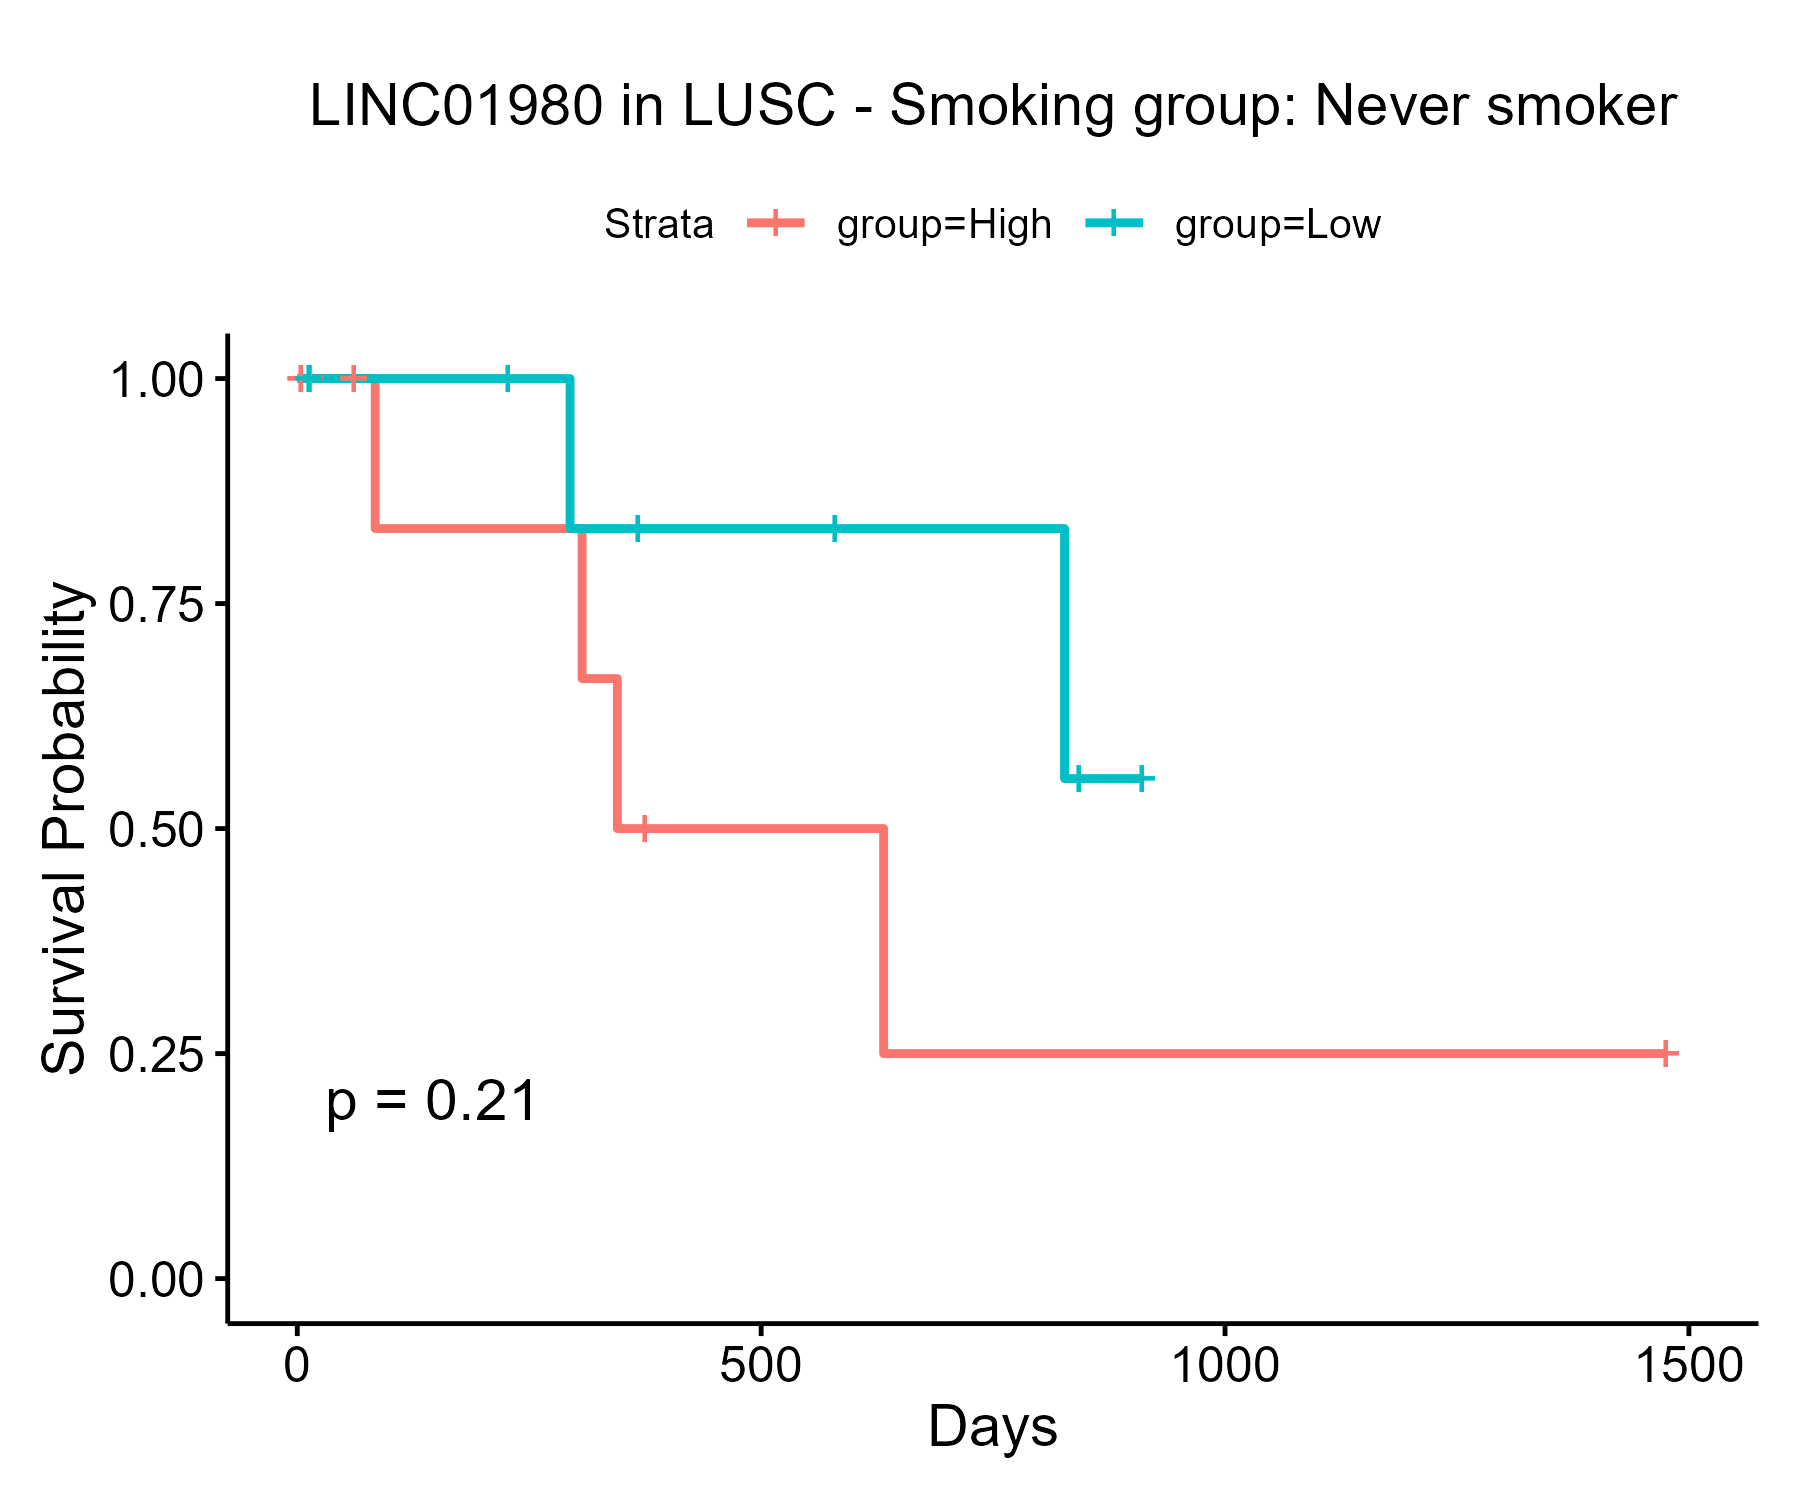 LINC01980 in LUSC - Smoking group: Never smoker
Strata group=High group=Low
1.00
0.75
0.50
0.25
0.00
Survival Probability
p = 0.21
0 500 1000 1500
Days